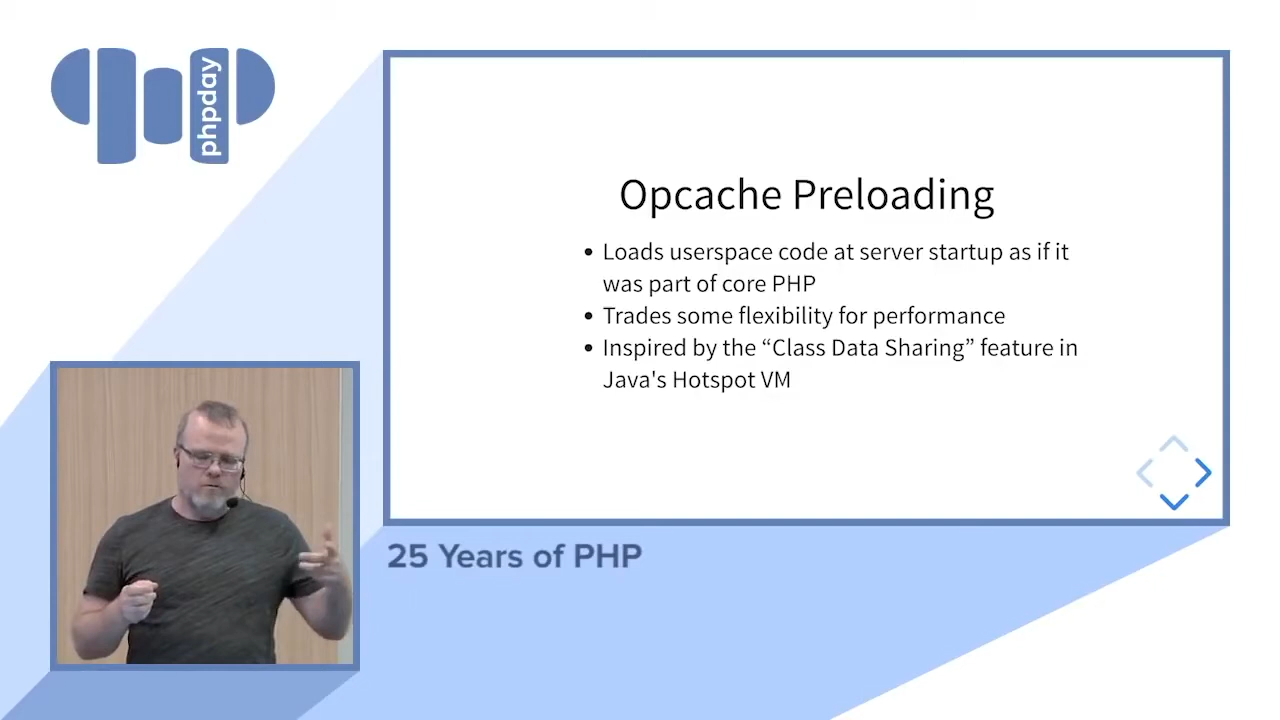 phpday
Opcache Preloading
• Loads userspace code at server startup as if it
was part of core PHP
• Trades some flexibility for performance
• Inspired by the “Class Data Sharing” feature in
Java's Hotspot VM
25 Years of PHP